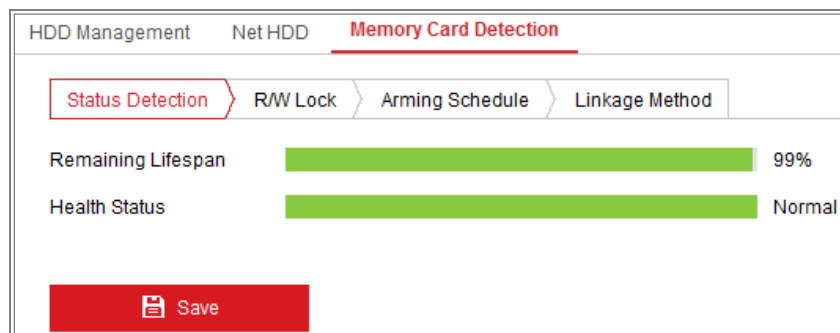 HDD Management Net HDD Memory Card Detection
Status Detection R/W Lock Arming Schedule Linkage Method
Remaining Lifespan 99%
Health Status Normal
Save